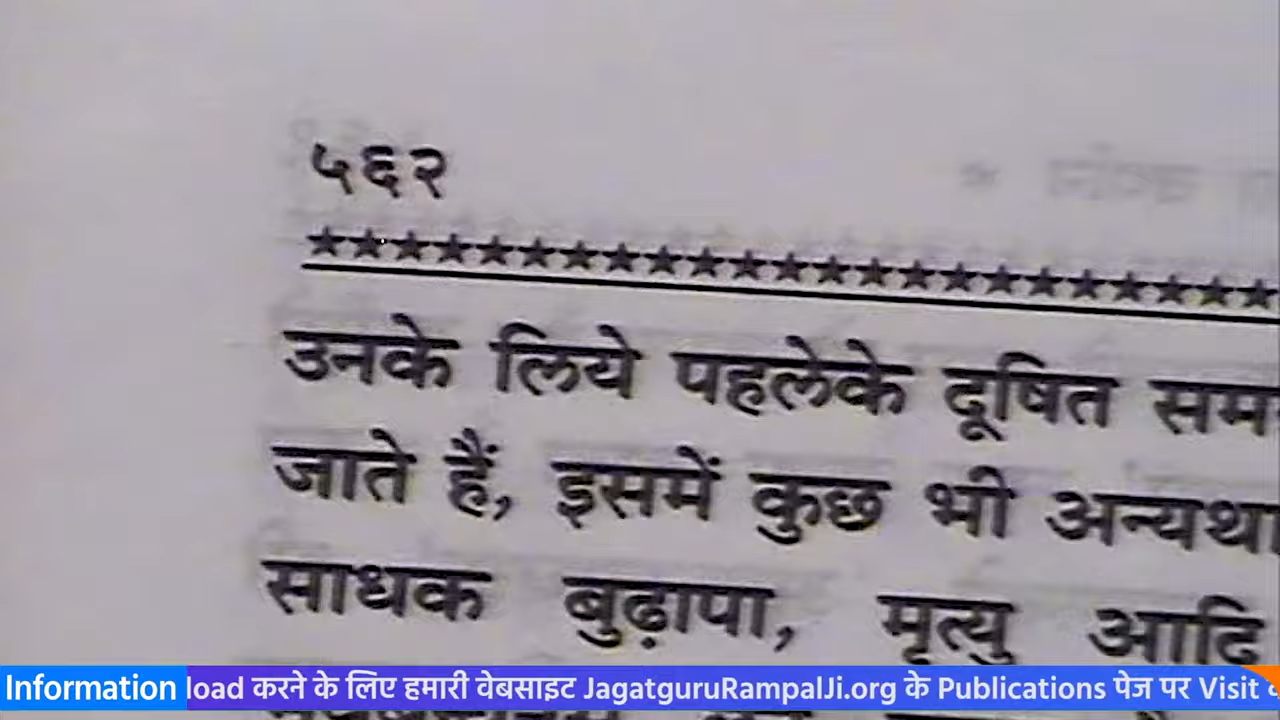 ५६२
★★★★★★★★★★★★★★★★★★★★★★★
उनके लिये पहलेके दूषित सम
जाते हैं, इसमें कुछ भी अन्यथा
साधक बुढ़ापा, मृत्यु आदि
Information load करने के लिए हमारी वेबसाइट JagatguruRampalJi.org के Publications पेज पर Visit